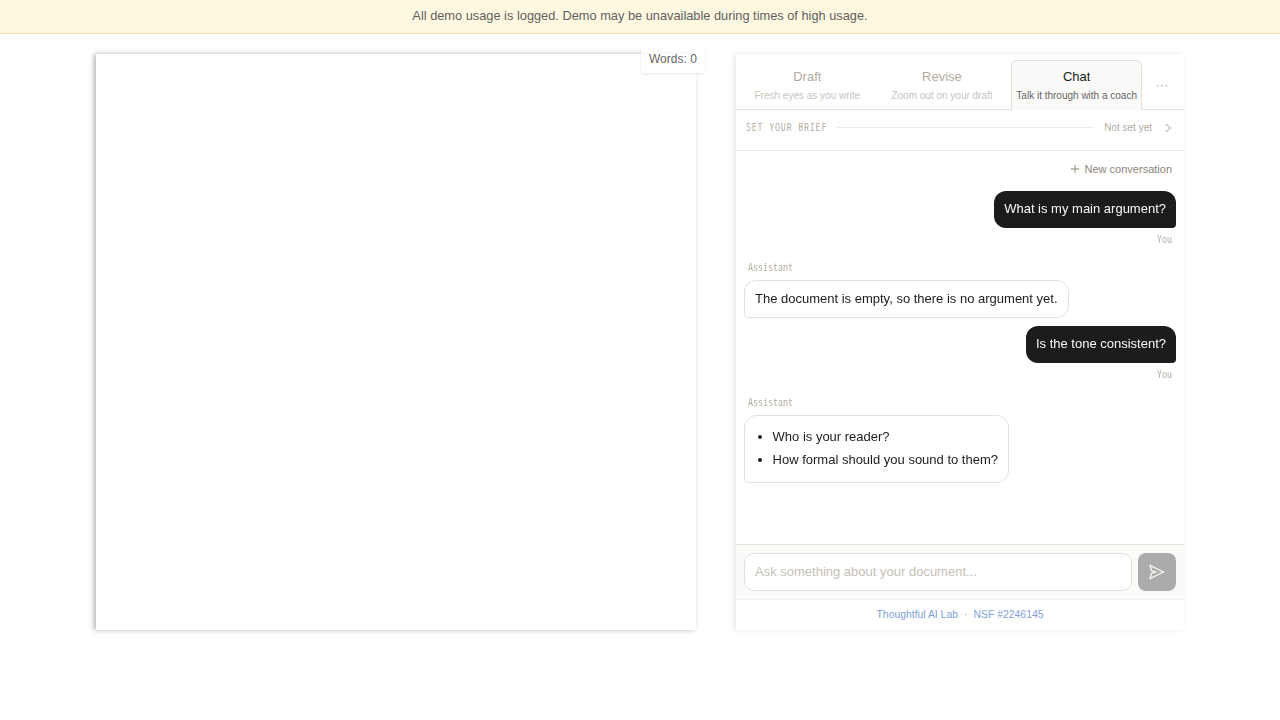 All demo usage is logged. Demo may be unavailable during times of high usage.
Words: 0
Draft
Fresh eyes as you write
Revise
Zoom out on your draft
Chat
Talk it through with a coach
...
SET YOUR BRIEF
Not set yet
New conversation
What is my main argument?
You
Assistant
The document is empty, so there is no argument yet.
Is the tone consistent?
You
Assistant
• Who is your reader?
• How formal should you sound to them?
Ask something about your document...
Thoughtful AI Lab · NSF #2246145